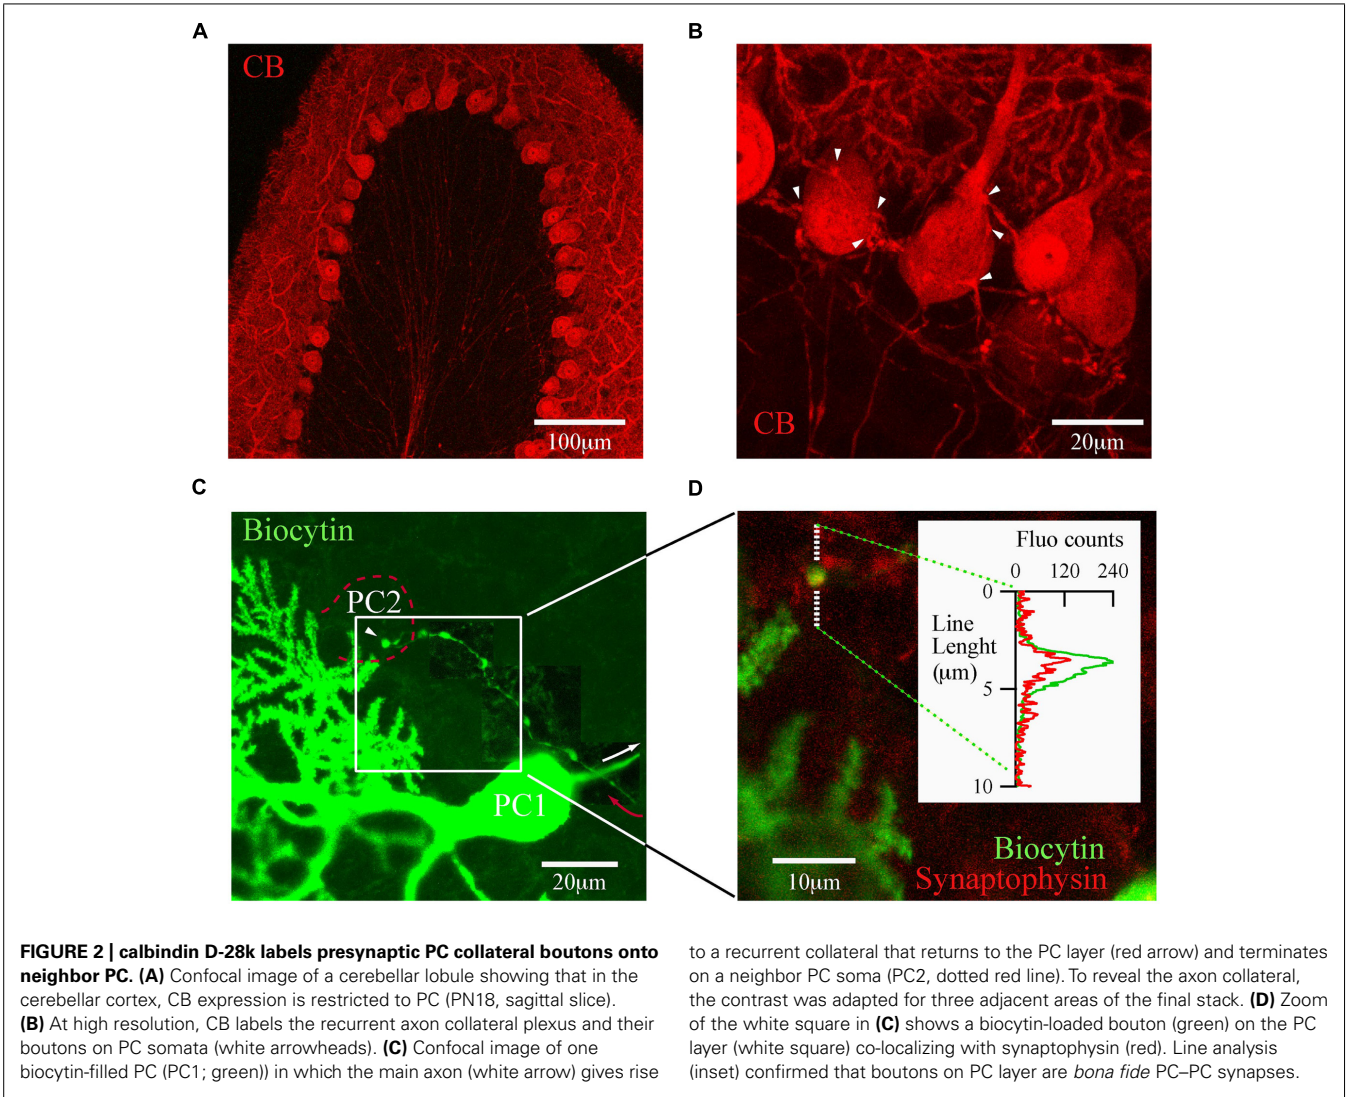 A
B
CB
100µm
CB
20µm
C
D
Biocytin
PC2
PC1
20µm
Fluo counts
0 120 240
0
Line
Lenght
(µm)
5
10
Biocytin
Synaptophysin
10µm
FIGURE 2 | calbindin D-28k labels presynaptic PC collateral boutons onto
neighbor PC. (A) Confocal image of a cerebellar lobule showing that in the
cerebellar cortex, CB expression is restricted to PC (PN18, sagittal slice).
(B) At high resolution, CB labels the recurrent axon collateral plexus and their
boutons on PC somata (white arrowheads). (C) Confocal image of one
biocytin-filled PC (PC1; green)) in which the main axon (white arrow) gives rise
to a recurrent collateral that returns to the PC layer (red arrow) and terminates
on a neighbor PC soma (PC2, dotted red line). To reveal the axon collateral,
the contrast was adapted for three adjacent areas of the final stack. (D) Zoom
of the white square in (C) shows a biocytin-loaded bouton (green) on the PC
layer (white square) co-localizing with synaptophysin (red). Line analysis
(inset) confirmed that boutons on PC layer are bona fide PC–PC synapses.